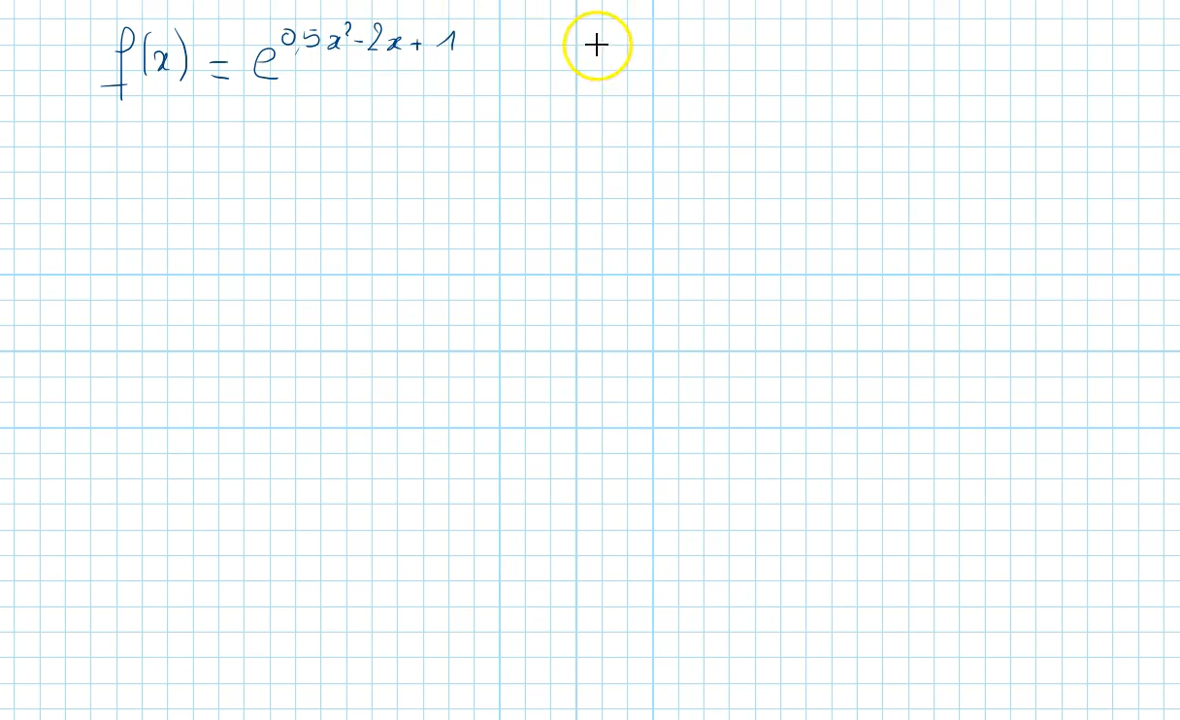 f(x) = e^{0,5x² - 2x + 1}